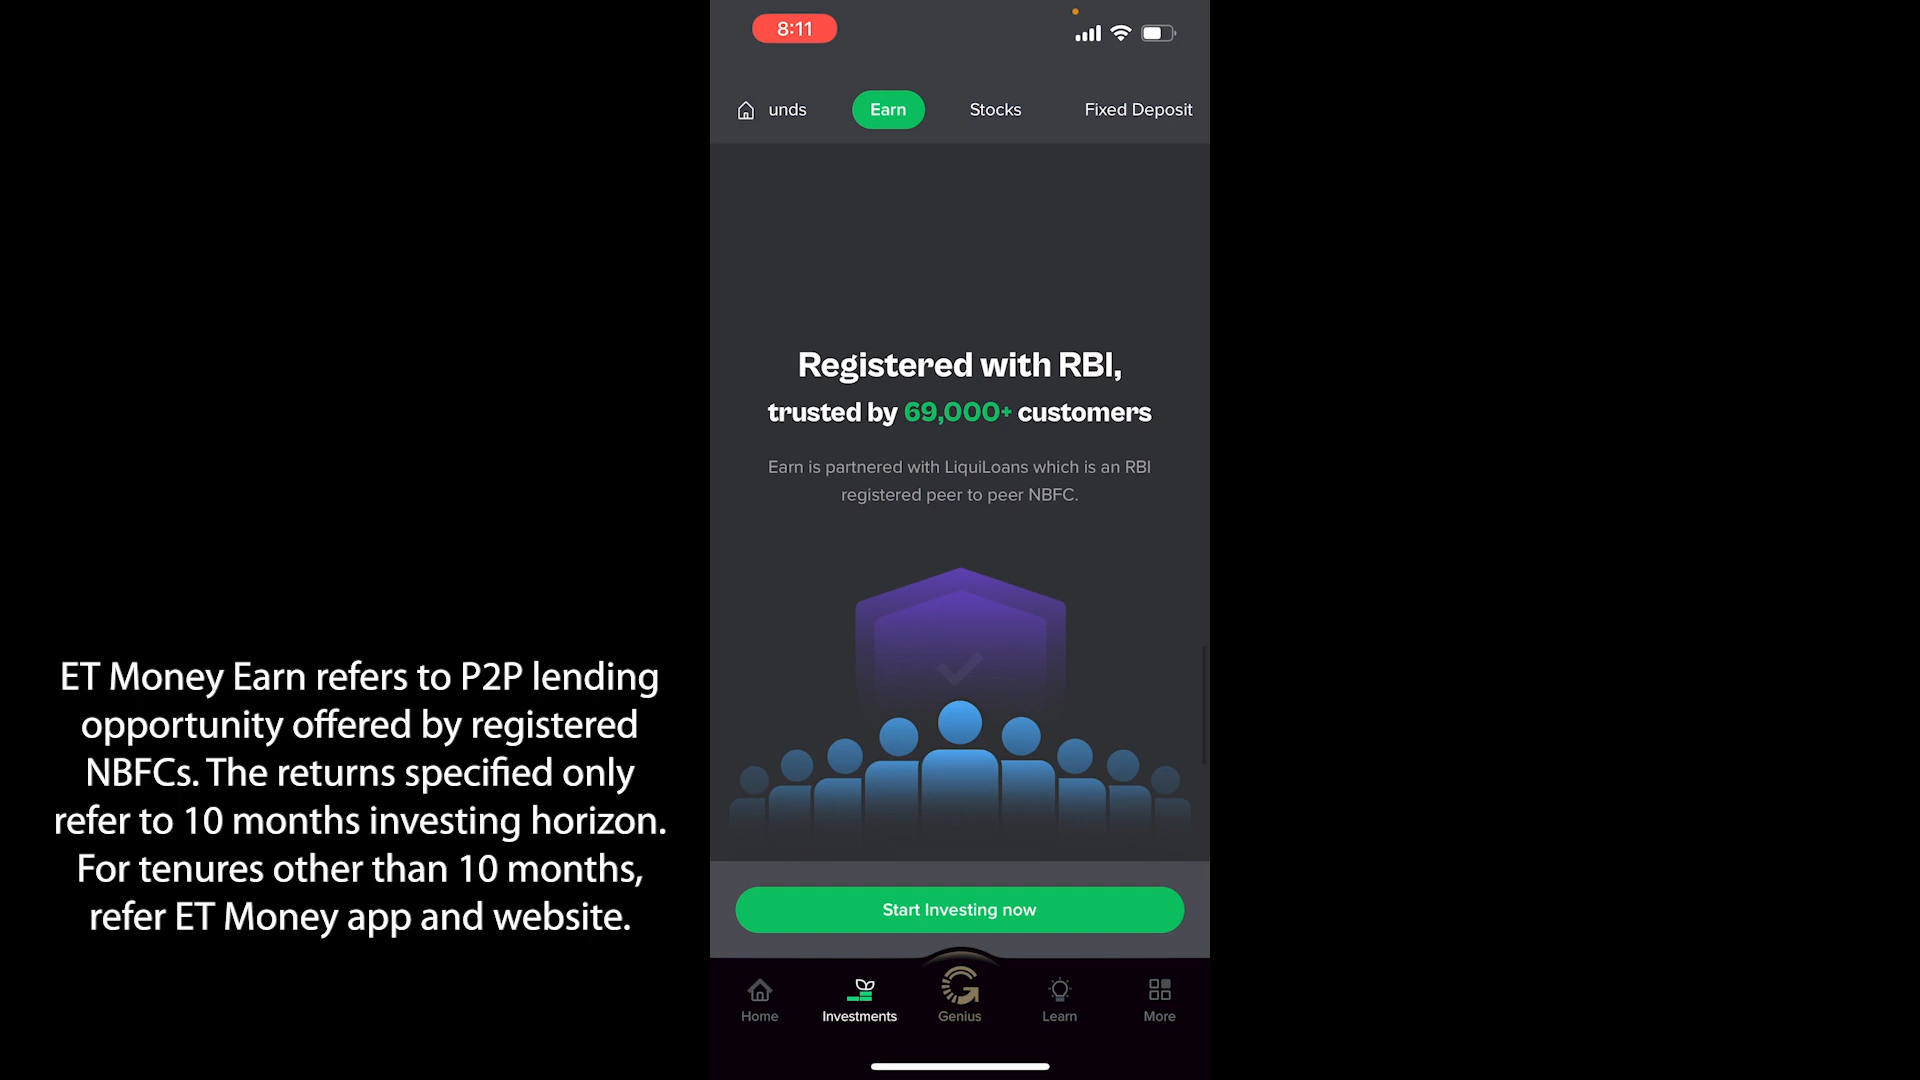 8:11
unds
Earn
Stocks
Fixed Deposit
Registered with RBI,
trusted by 69,000+ customers
Earn is partnered with LiquiLoans which is an RBI
registered peer to peer NBFC.
ET Money Earn refers to P2P lending
opportunity offered by registered
NBFCs. The returns specified only
refer to 10 months investing horizon.
For tenures other than 10 months,
refer ET Money app and website.
Start Investing now
Home
Investments
Genius
Learn
More